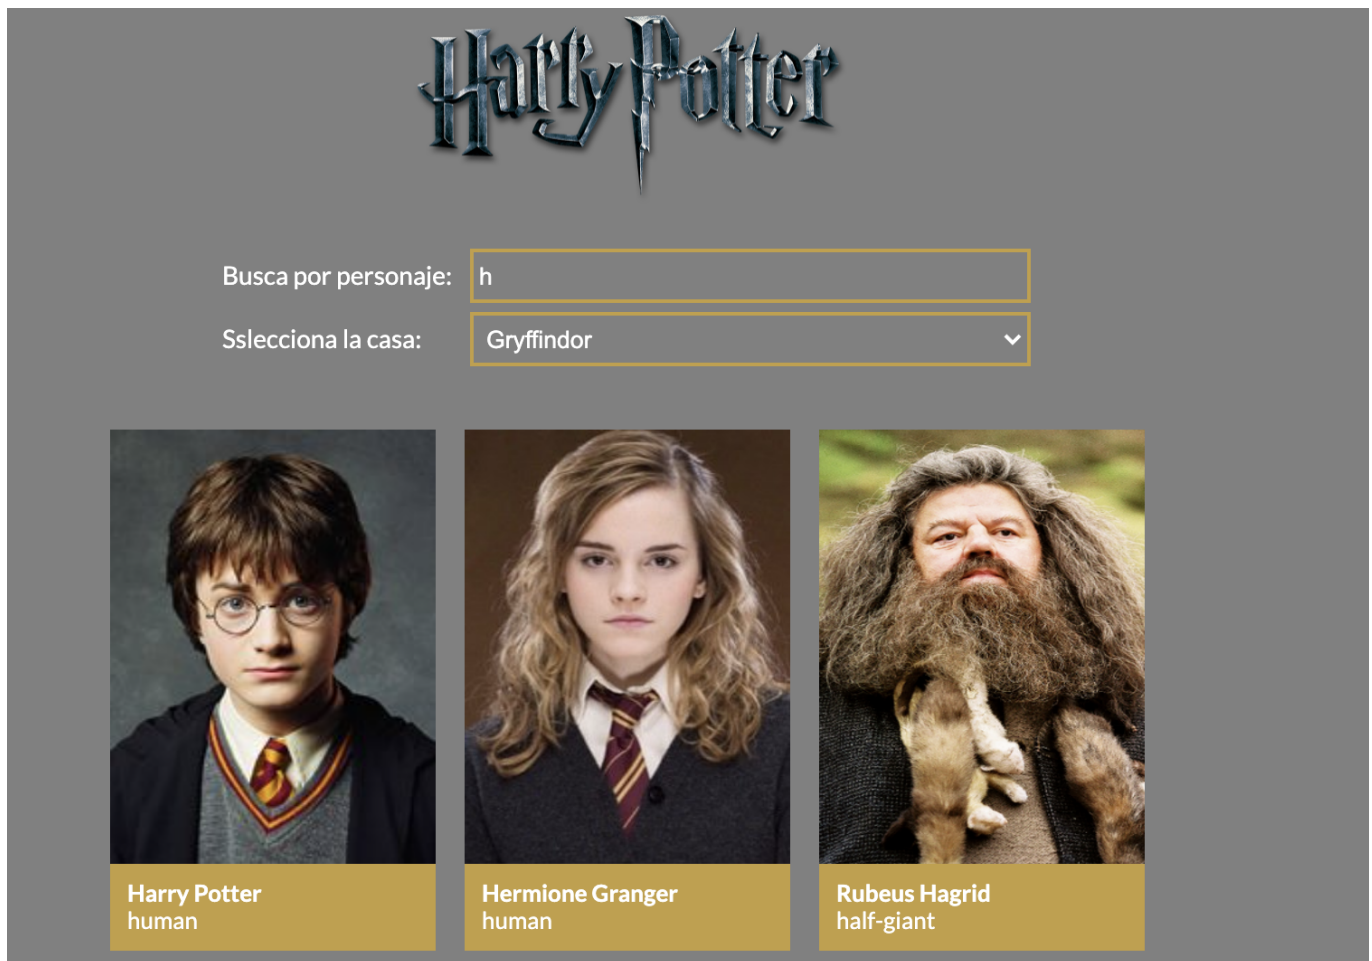 Harry Potter
Busca por personaje: h
Sslecciona la casa: Gryffindor
Harry Potter
human
Hermione Granger
human
Rubeus Hagrid
half-giant